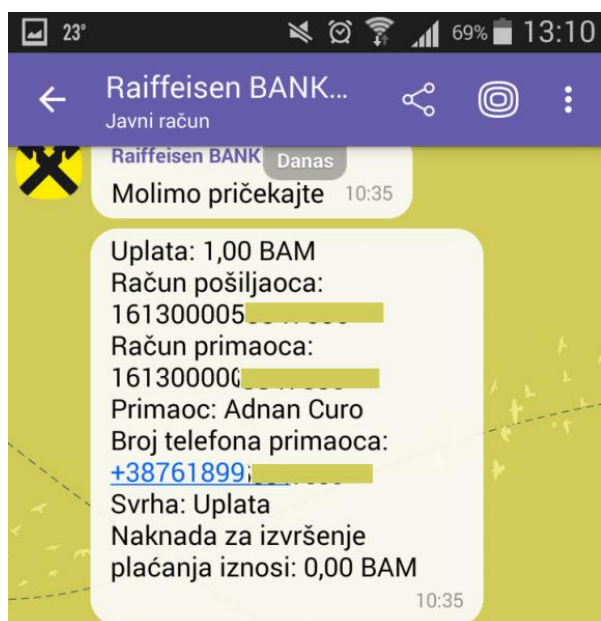 23°
69% 13:10
Raiffeisen BANK...
Javni račun
Raiffeisen BANK
Danas
Molimo pričekajte 10:35
Uplata: 1,00 BAM
Račun pošiljaoca:
161300005
Račun primaoca:
16130000
Primaoc: Adnan Curo
Broj telefona primaoca:
+38761899
Svrha: Uplata
Naknada za izvršenje
plaćanja iznosi: 0,00 BAM
10:35